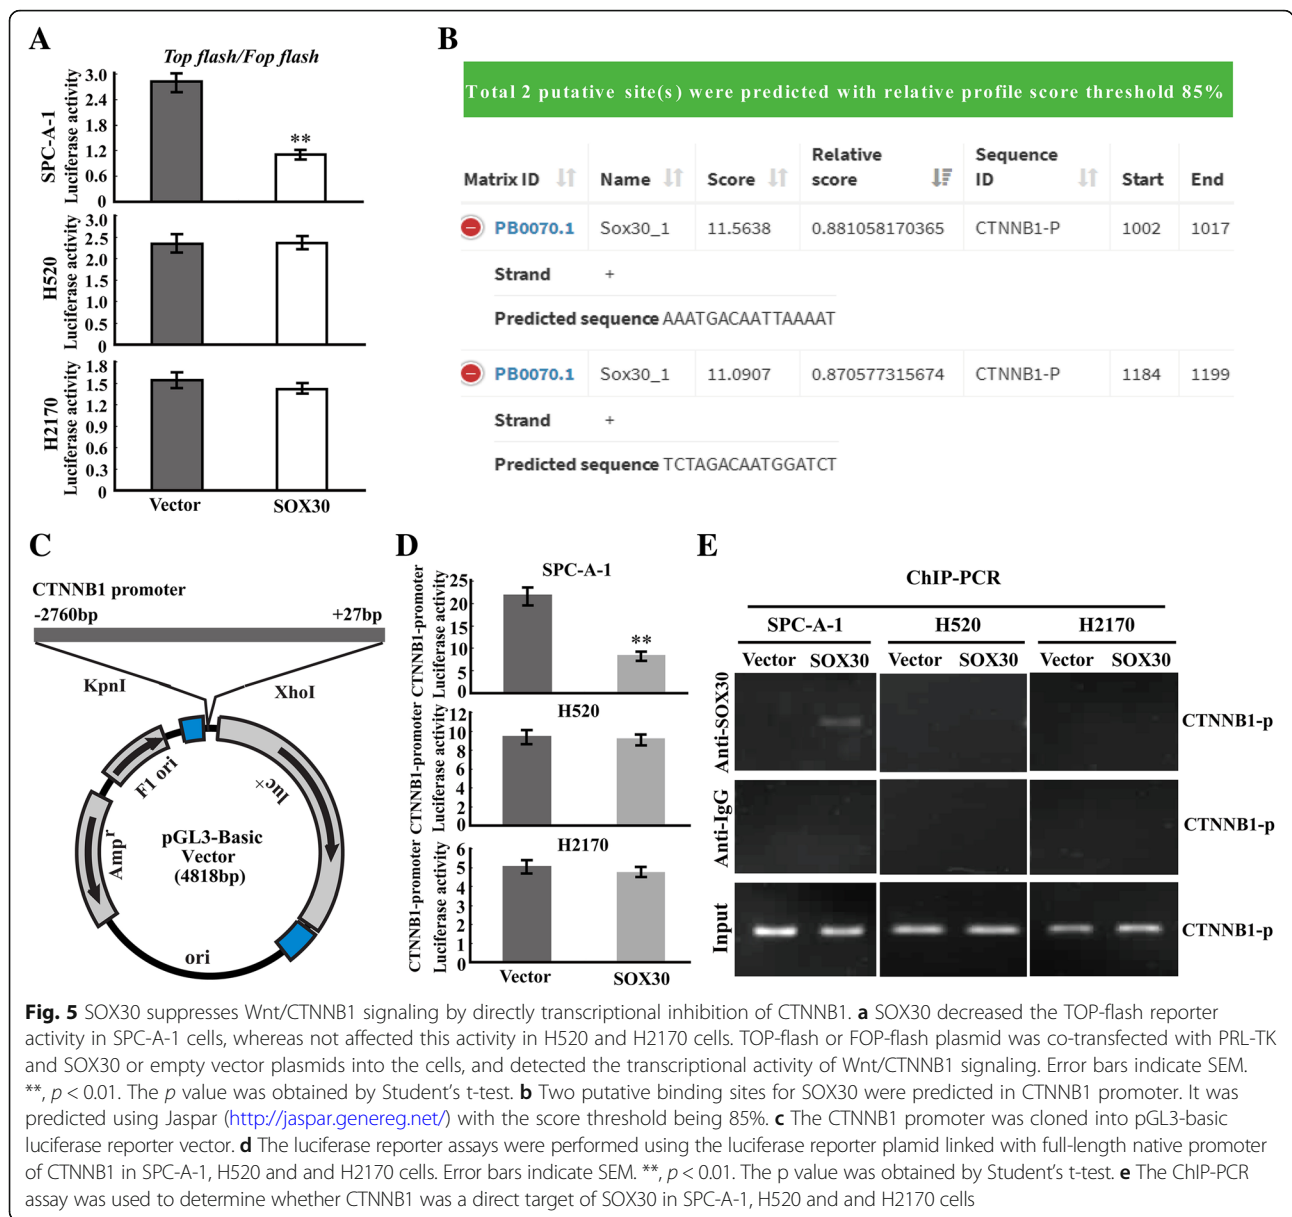 A
Top flash/Fop flash
SPC-A-1
Luciferase activity
3.0
2.4
1.8
1.2
0.6
0
**
H520
Luciferase activity
3.0
2.5
2.0
1.5
1.0
0.5
0
H2170
Luciferase activity
1.8
1.5
1.2
0.9
0.6
0.3
0
Vector SOX30
B
Total 2 putative site(s) were predicted with relative profile score threshold 85%
Matrix ID Name Score Relative score Sequence ID Start End
PB0070.1 Sox30_1 11.5638 0.881058170365 CTNNB1-P 1002 1017
Strand +
Predicted sequence AAATGACAATTAAAAT
PB0070.1 Sox30_1 11.0907 0.870577315674 CTNNB1-P 1184 1199
Strand +
Predicted sequence TCTAGACAATGGATCT
C
CTNNB1 promoter
-2760bp +27bp
KpnI XhoI
F1 ori
luc+
Ampr
pGL3-Basic
Vector
(4818bp)
ori
D
SPC-A-1
CTNNB1-promoter
Luciferase activity
25
20
15
10
5
0
**
H520
CTNNB1-promoter
Luciferase activity
12
10
8
6
4
2
0
H2170
CTNNB1-promoter
Luciferase activity
6
5
4
3
2
1
0
Vector SOX30
E
ChIP-PCR
SPC-A-1 H520 H2170
Vector SOX30 Vector SOX30 Vector SOX30
Anti-SOX30 CTNNB1-p
Anti-IgG CTNNB1-p
Input CTNNB1-p
Fig. 5 SOX30 suppresses Wnt/CTNNB1 signaling by directly transcriptional inhibition of CTNNB1. a SOX30 decreased the TOP-flash reporter
activity in SPC-A-1 cells, whereas not affected this activity in H520 and H2170 cells. TOP-flash or FOP-flash plasmid was co-transfected with PRL-TK
and SOX30 or empty vector plasmids into the cells, and detected the transcriptional activity of Wnt/CTNNB1 signaling. Error bars indicate SEM.
**, p < 0.01. The p value was obtained by Student's t-test. b Two putative binding sites for SOX30 were predicted in CTNNB1 promoter. It was
predicted using Jaspar (http://jaspar.genereg.net/) with the score threshold being 85%. c The CTNNB1 promoter was cloned into pGL3-basic
luciferase reporter vector. d The luciferase reporter assays were performed using the luciferase reporter plamid linked with full-length native promoter
of CTNNB1 in SPC-A-1, H520 and and H2170 cells. Error bars indicate SEM. **, p < 0.01. The p value was obtained by Student's t-test. e The ChIP-PCR
assay was used to determine whether CTNNB1 was a direct target of SOX30 in SPC-A-1, H520 and and H2170 cells